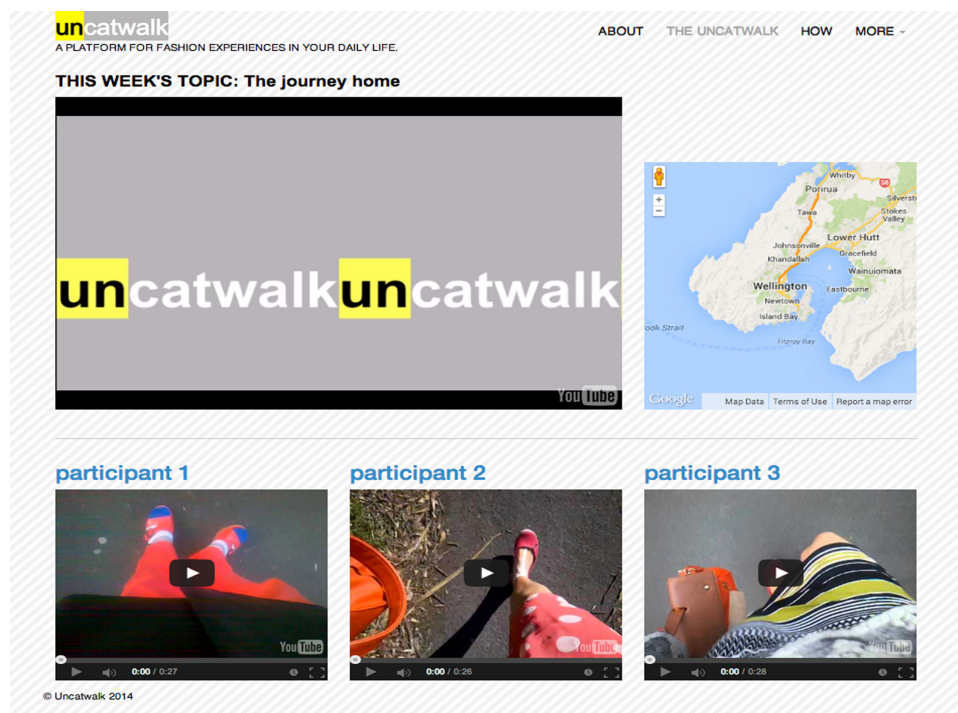 uncatwalk
A PLATFORM FOR FASHION EXPERIENCES IN YOUR DAILY LIFE.
ABOUT THE UNCATWALK HOW MORE
THIS WEEK'S TOPIC: The journey home
uncatwalkuncatwalk
YouTube
Whitby
58
Porirua
Silverst
Tawa
Stokes
Valley
Lower Hutt
Johnsonville
Gracefield
Khandallah
Wainuiomata
Wellington
Eastbourne
Newtown
Island Bay
ook Strait
Fitzroy Bay
Google
Map Data Terms of Use Report a map error
participant 1 participant 2 participant 3
YouTube YouTube YouTube
0:00 / 0:27 0:00 / 0:26 0:00 / 0:28
© Uncatwalk 2014